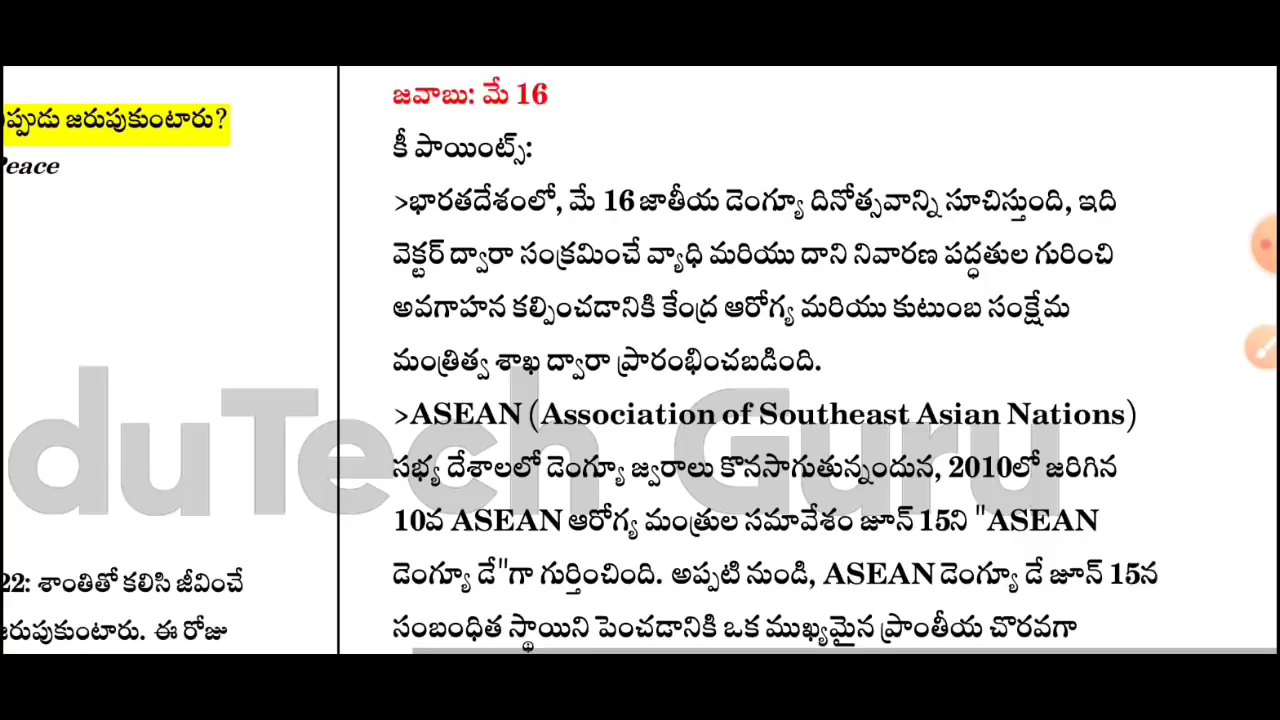 ప్పుడు జరుపుకుంటారు?
Peace
22: శాంతితో కలిసి జీవించే
జరుపుకుంటారు. ఈ రోజు
జవాబు: మే 16
కీ పాయింట్స్:
>భారతదేశంలో, మే 16 జాతీయ డెంగ్యూ దినోత్సవాన్ని సూచిస్తుంది, ఇది
వెక్టర్ ద్వారా సంక్రమించే వ్యాధి మరియు దాని నివారణ పద్ధతుల గురించి
అవగాహన కల్పించడానికి కేంద్ర ఆరోగ్య మరియు కుటుంబ సంక్షేమ
మంత్రిత్వ శాఖ ద్వారా ప్రారంభించబడింది.
>ASEAN (Association of Southeast Asian Nations)
సభ్య దేశాలలో డెంగ్యూ జ్వరాలు కొనసాగుతున్నందున, 2010లో జరిగిన
10వ ASEAN ఆరోగ్య మంత్రుల సమావేశం జూన్ 15ని "ASEAN
డెంగ్యూ డే"గా గుర్తించింది. అప్పటి నుండి, ASEAN డెంగ్యూ డే జూన్ 15న
సంబంధిత స్థాయిని పెంచడానికి ఒక ముఖ్యమైన ప్రాంతీయ చొరవగా
duTech Guru